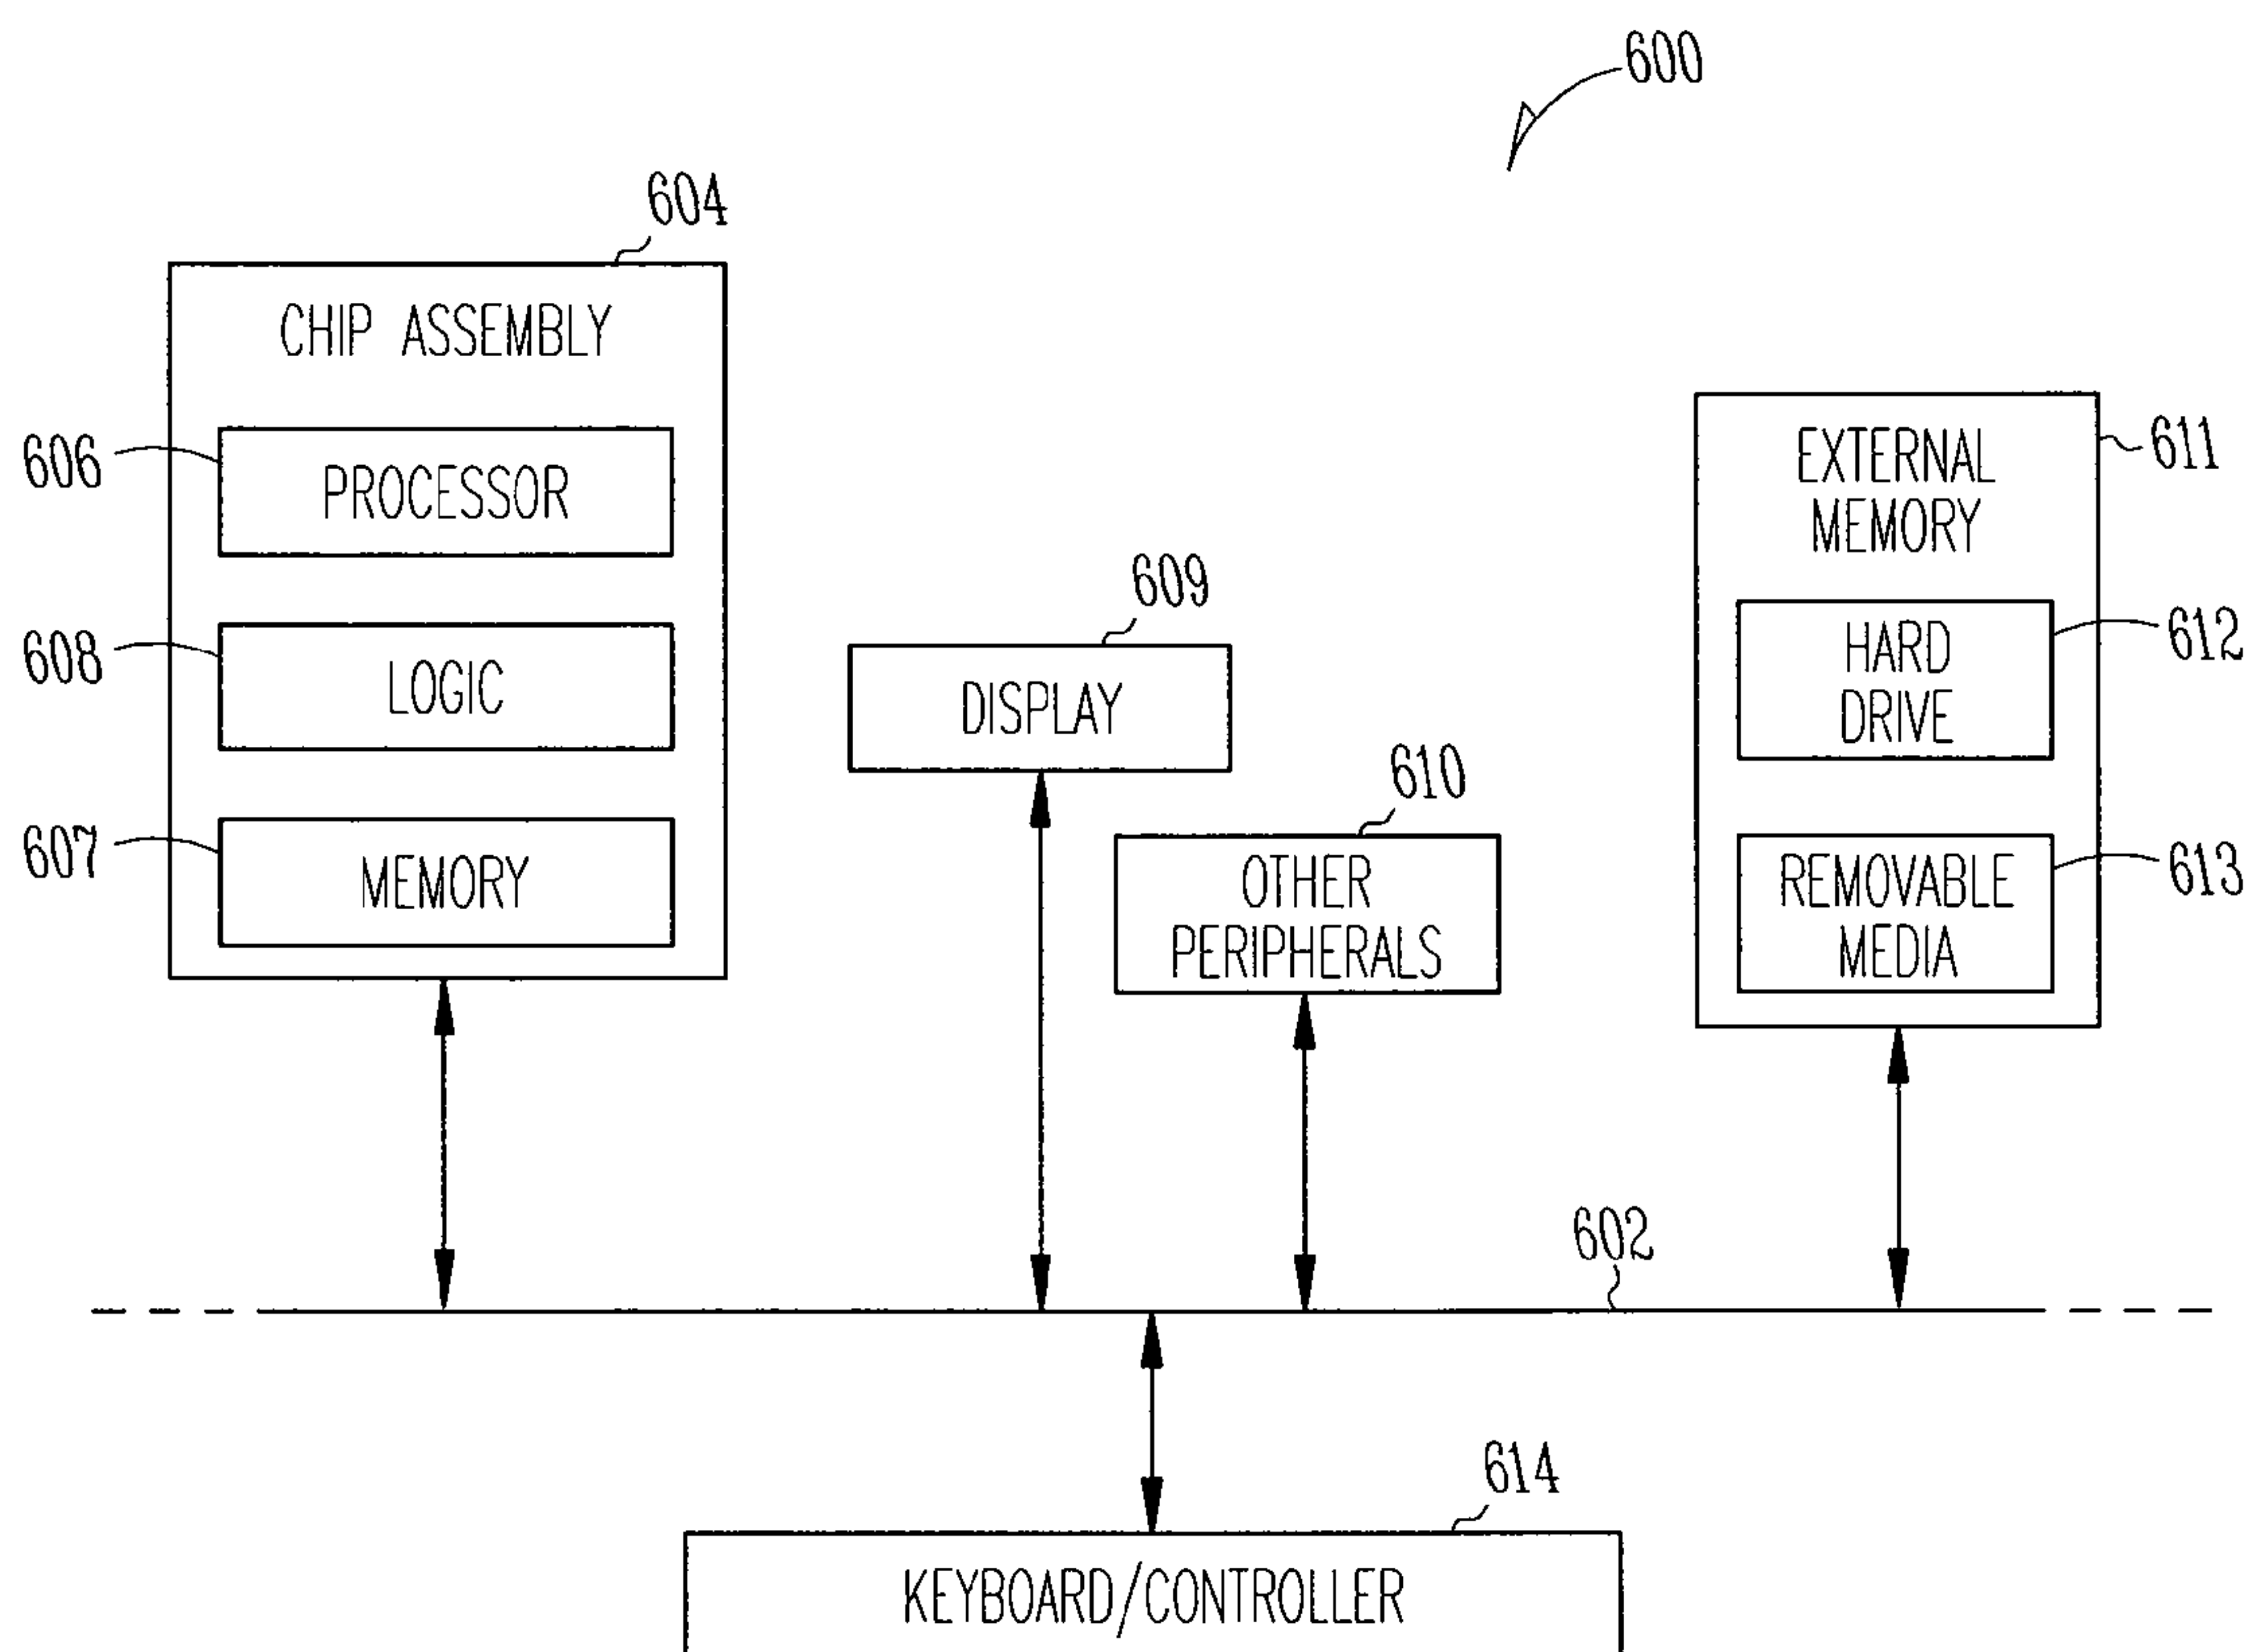 600
604
CHIP ASSEMBLY
606
PROCESSOR
608
LOGIC
607
MEMORY
609
DISPLAY
610
OTHER
PERIPHERALS
611
EXTERNAL
MEMORY
612
HARD
DRIVE
613
REMOVABLE
MEDIA
602
614
KEYBOARD/CONTROLLER